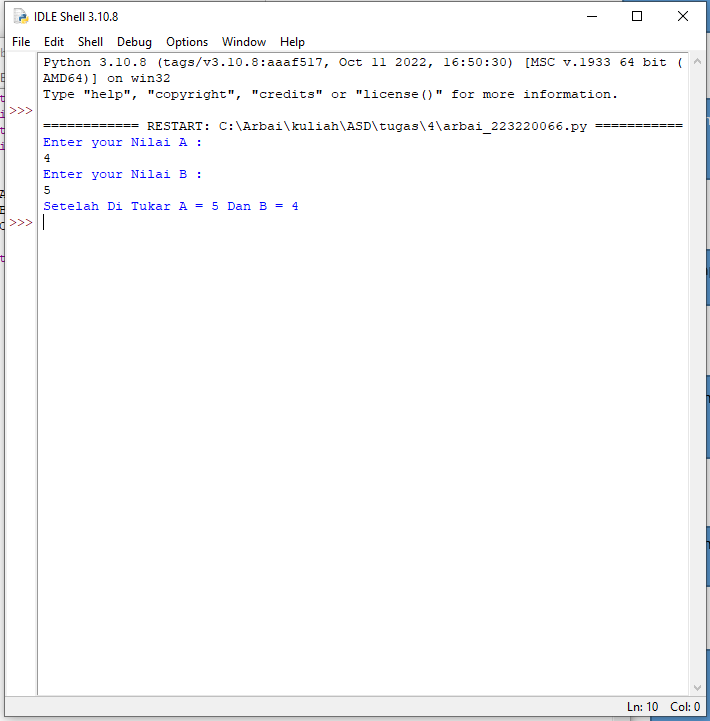 IDLE Shell 3.10.8
File Edit Shell Debug Options Window Help
Python 3.10.8 (tags/v3.10.8:aaaf517, Oct 11 2022, 16:50:30) [MSC v.1933 64 bit (
AMD64)] on win32
Type "help", "copyright", "credits" or "license()" for more information.
>>>
============ RESTART: C:\Arbai\kuliah\ASD\tugas\4\arbai_223220066.py ===========
Enter your Nilai A :
4
Enter your Nilai B :
5
Setelah Di Tukar A = 5 Dan B = 4
>>>
Ln: 10 Col: 0